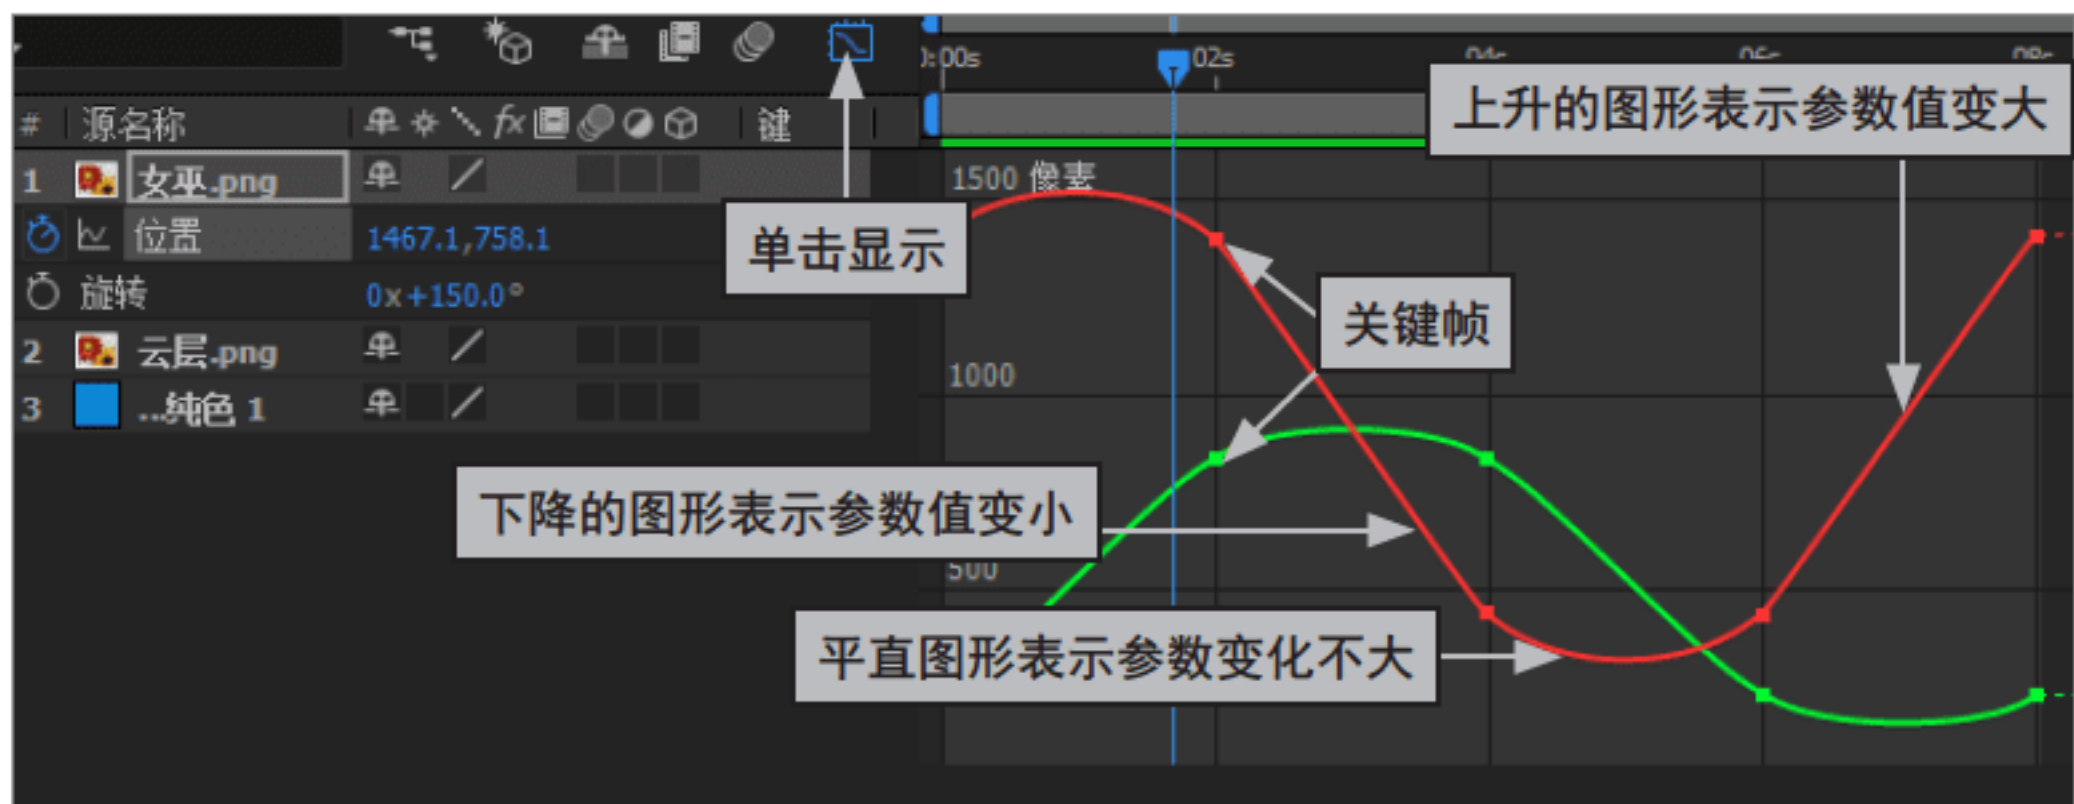 :00s
02s
04s
06s
08s
上升的图形表示参数值变大
# 源名称 fx 键
1 女巫.png
1500 像素
位置 1467.1,758.1
单击显示
旋转 0x+150.0°
关键帧
2 云层.png
1000
3 ...纯色 1
下降的图形表示参数值变小
500
平直图形表示参数变化不大